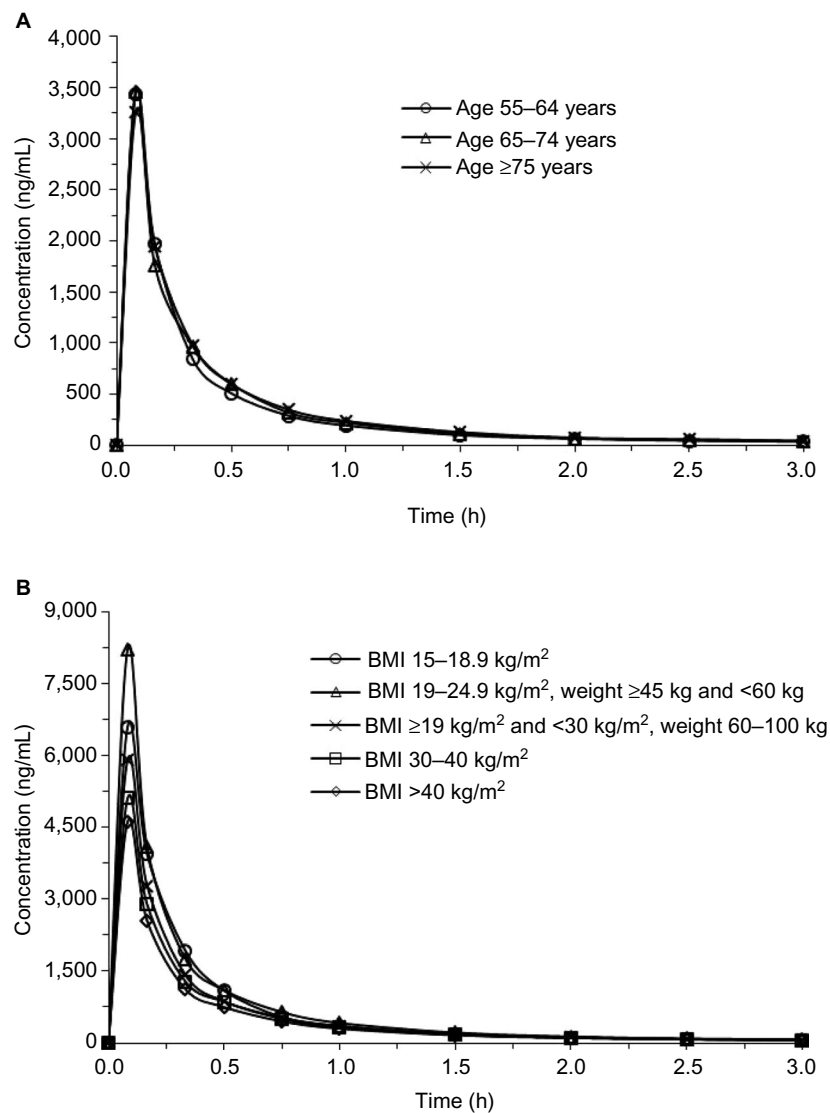 A
4,000
3,500
3,000
2,500
2,000
1,500
1,000
500
0
Concentration (ng/mL)
Age 55–64 years
Age 65–74 years
Age ≥75 years
0.0 0.5 1.0 1.5 2.0 2.5 3.0
Time (h)
B
9,000
7,500
6,000
4,500
3,000
1,500
0
Concentration (ng/mL)
BMI 15–18.9 kg/m²
BMI 19–24.9 kg/m², weight ≥45 kg and <60 kg
BMI ≥19 kg/m² and <30 kg/m², weight 60–100 kg
BMI 30–40 kg/m²
BMI >40 kg/m²
0.0 0.5 1.0 1.5 2.0 2.5 3.0
Time (h)